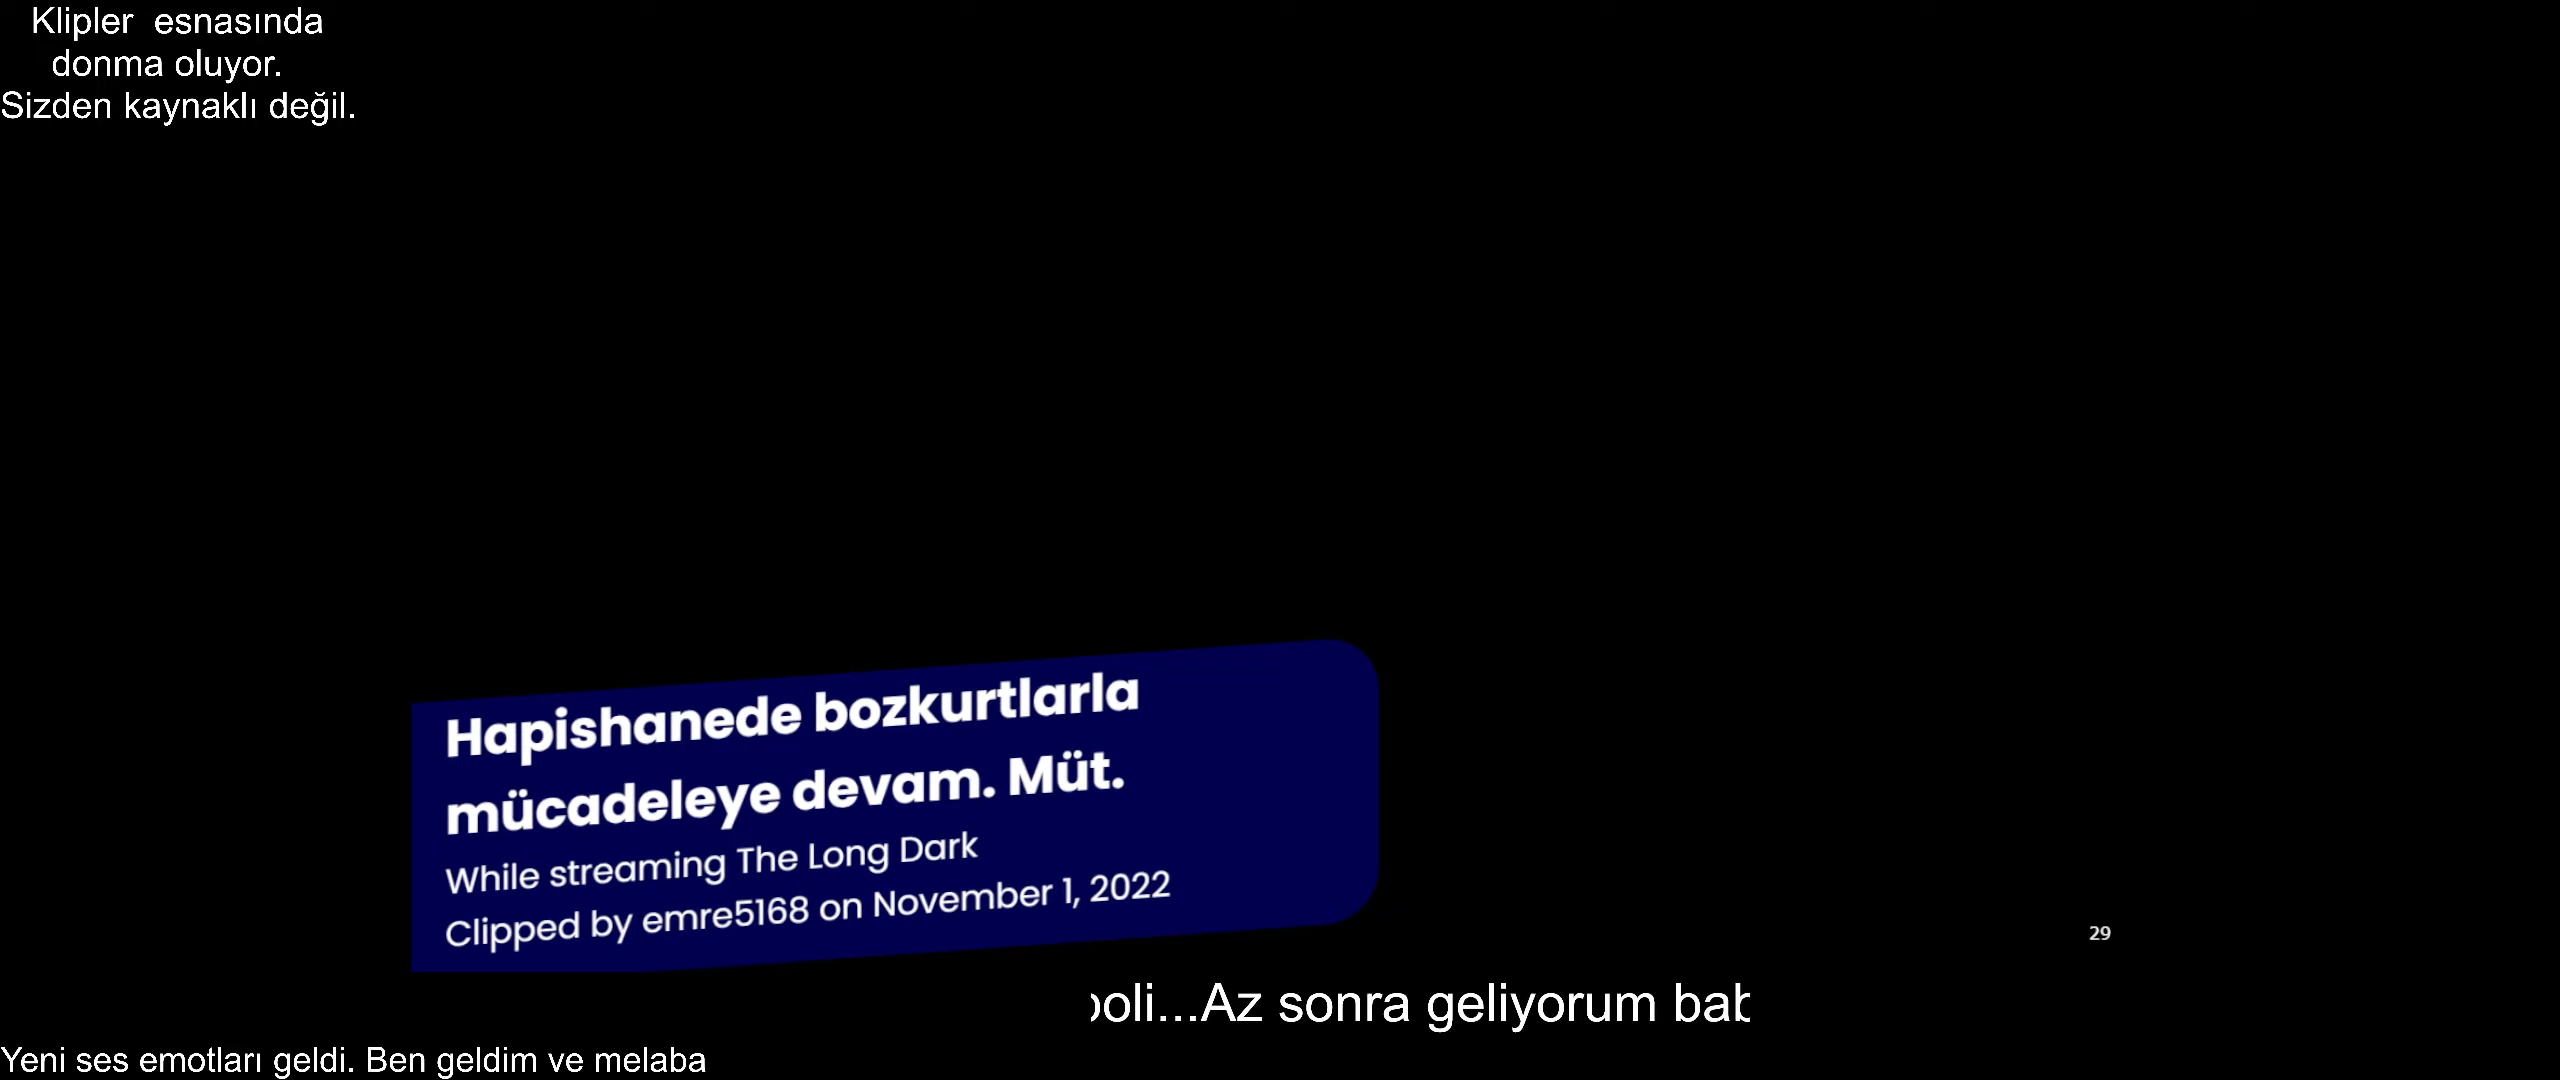 Klipler esnasında
donma oluyor.
Sizden kaynaklı değil.
Hapishanede bozkurtlarla
mücadeleye devam. Müt.
While streaming The Long Dark
Clipped by emre5168 on November 1, 2022
29
oli...Az sonra geliyorum bab
Yeni ses emotları geldi. Ben geldim ve melaba